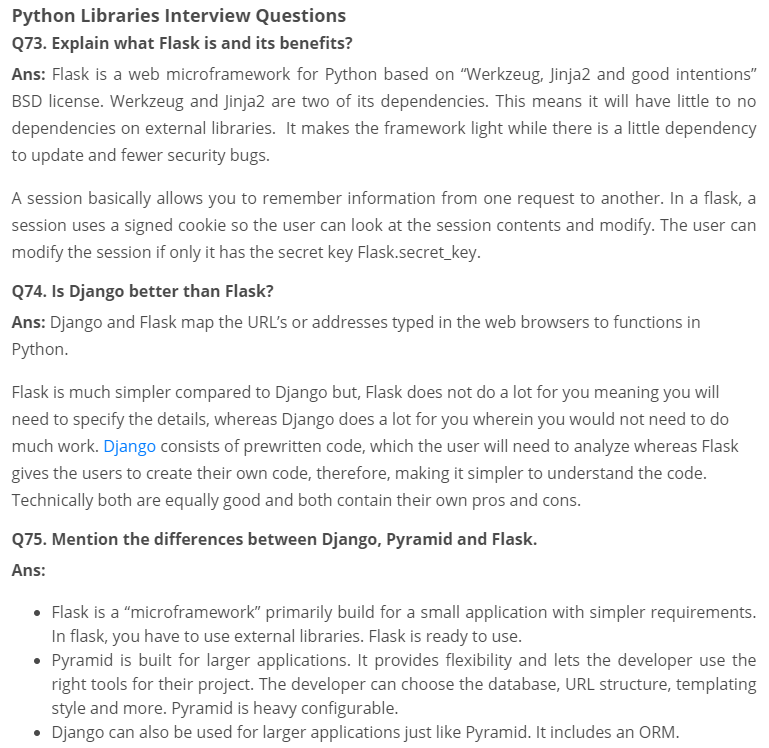 Python Libraries Interview Questions
Q73. Explain what Flask is and its benefits?
Ans: Flask is a web microframework for Python based on “Werkzeug, Jinja2 and good intentions”
BSD license. Werkzeug and Jinja2 are two of its dependencies. This means it will have little to no
dependencies on external libraries.  It makes the framework light while there is a little dependency
to update and fewer security bugs.
A session basically allows you to remember information from one request to another. In a flask, a
session uses a signed cookie so the user can look at the session contents and modify. The user can
modify the session if only it has the secret key Flask.secret_key.
Q74. Is Django better than Flask?
Ans: Django and Flask map the URL’s or addresses typed in the web browsers to functions in
Python.
Flask is much simpler compared to Django but, Flask does not do a lot for you meaning you will
need to specify the details, whereas Django does a lot for you wherein you would not need to do
much work. Django consists of prewritten code, which the user will need to analyze whereas Flask
gives the users to create their own code, therefore, making it simpler to understand the code.
Technically both are equally good and both contain their own pros and cons.
Q75. Mention the differences between Django, Pyramid and Flask.
Ans:
• Flask is a “microframework” primarily build for a small application with simpler requirements.
In flask, you have to use external libraries. Flask is ready to use.
• Pyramid is built for larger applications. It provides flexibility and lets the developer use the
right tools for their project. The developer can choose the database, URL structure, templating
style and more. Pyramid is heavy configurable.
• Django can also be used for larger applications just like Pyramid. It includes an ORM.